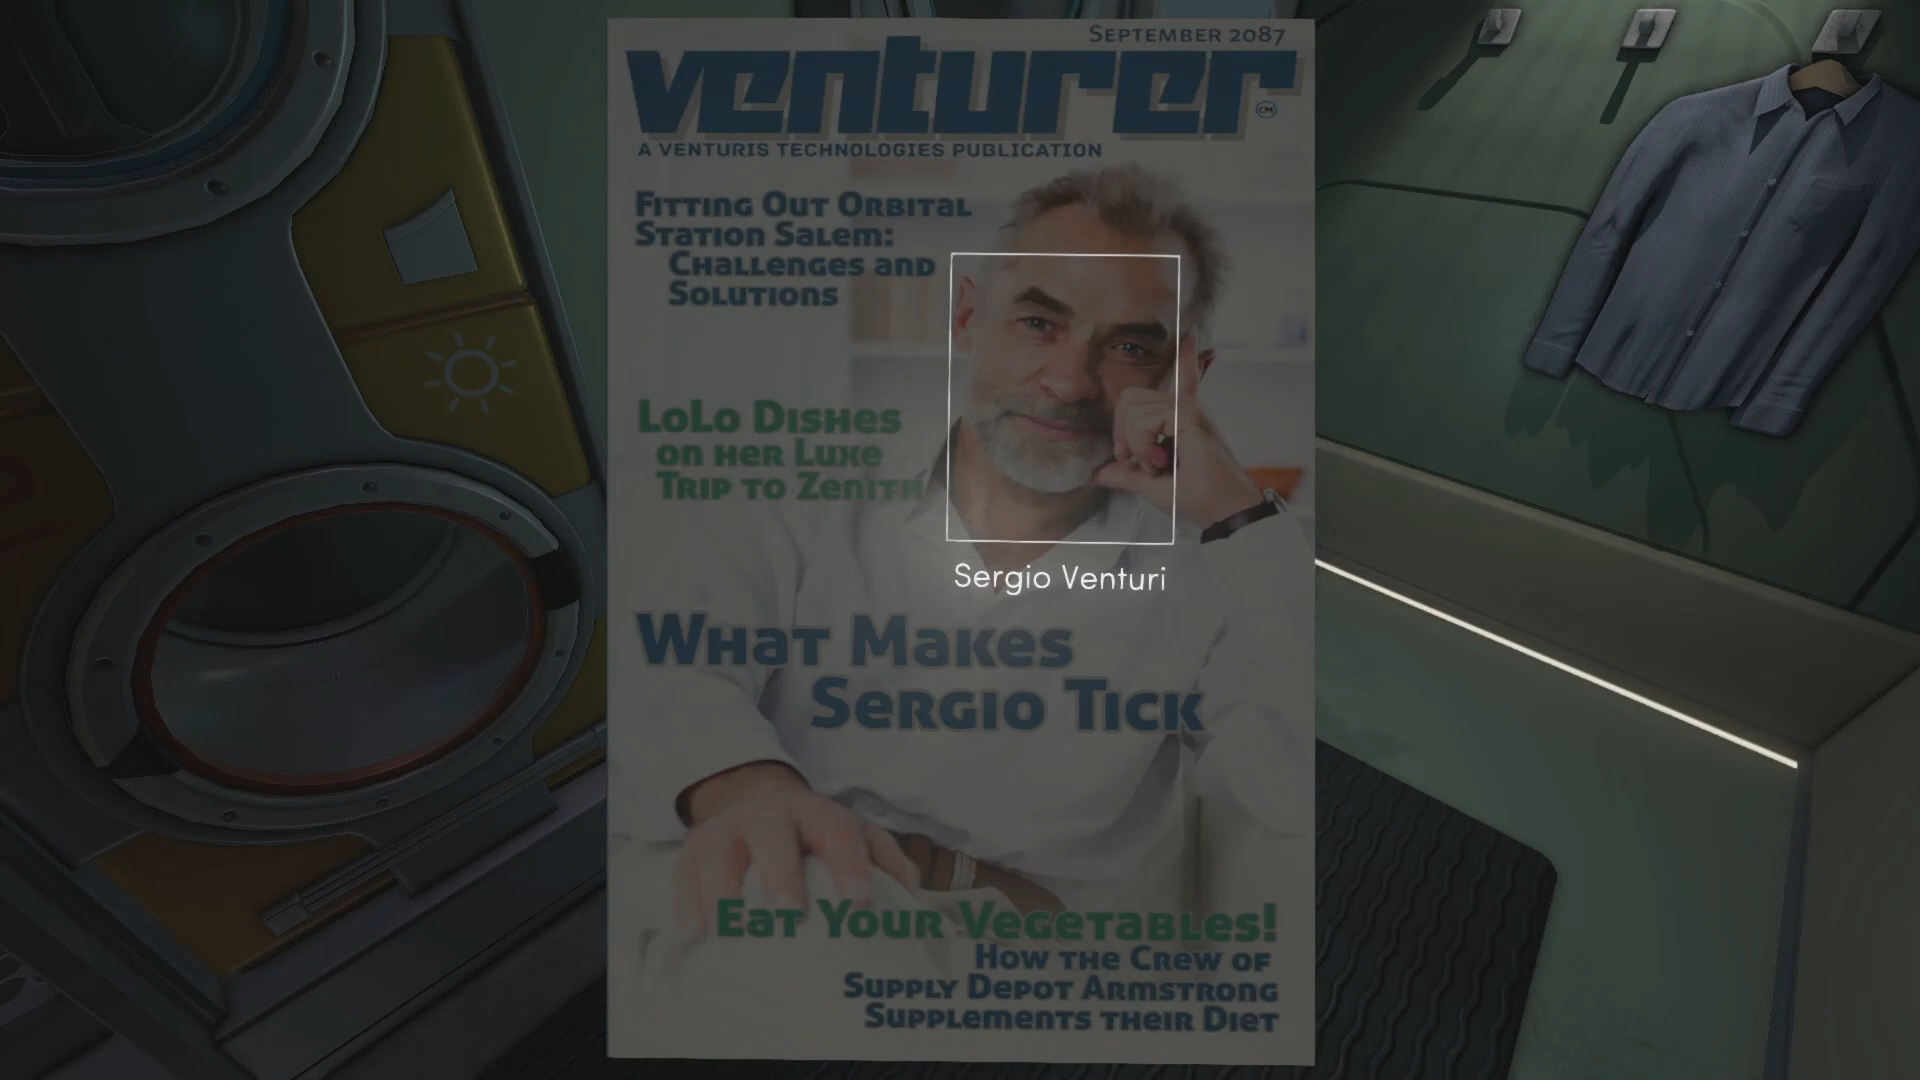 September 2087
venturer
CM
A VENTURIS TECHNOLOGIES PUBLICATION
Fitting Out Orbital
Station Salem:
Challenges and
Solutions
LoLo Dishes
on her Luxe
Trip to Zenith
Sergio Venturi
What Makes
Sergio Tick
Eat Your Vegetables!
How the Crew of
Supply Depot Armstrong
Supplements their Diet